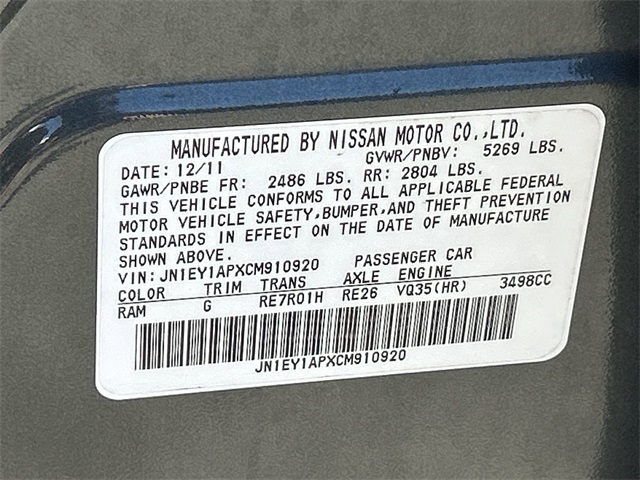 MANUFACTURED BY NISSAN MOTOR CO.,LTD.
DATE: 12/11 GVWR/PNBV: 5269 LBS.
GAWR/PNBE FR: 2486 LBS. RR: 2804 LBS.
THIS VEHICLE CONFORMS TO ALL APPLICABLE FEDERAL
MOTOR VEHICLE SAFETY,BUMPER,AND THEFT PREVENTION
STANDARDS IN EFFECT ON THE DATE OF MANUFACTURE
SHOWN ABOVE.
VIN: JN1EY1APXCM910920 PASSENGER CAR
COLOR TRIM TRANS AXLE ENGINE
RAM G RE7R01H RE26 VQ35(HR) 3498CC
JN1EY1APXCM910920